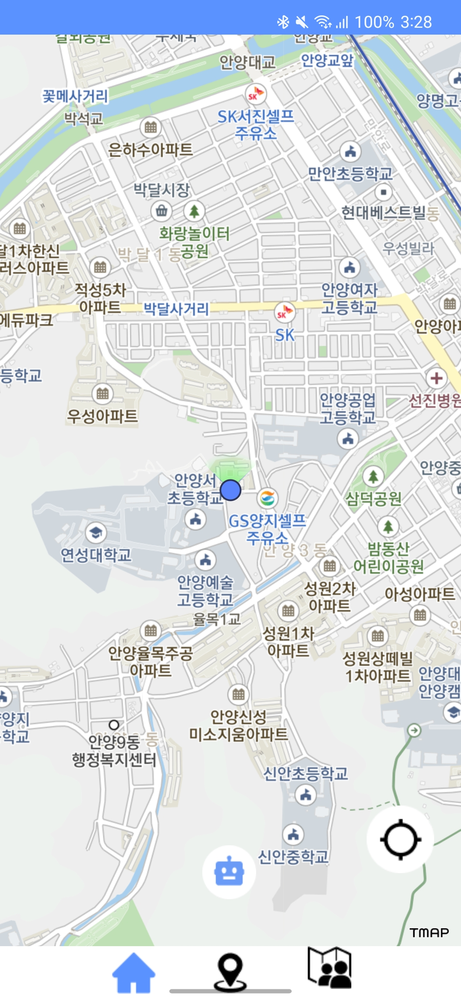 100% 3:28
안양교
안양대교
안양교앞
꽃메사거리
박석교
SK
SK서진셀프
주유소
은하수아파트
만안로
만안초등학교
박달시장
현대베스트빌
동
화랑놀이터
공원
박달1동
우성빌라
달1차한신
러스아파트
적성5차
아파트
안양여자
고등학교
박달로
박달사거리
에듀파크
SK
SK
등학교
안양공업
고등학교
선진병원
우성아파트
안양서
초등학교
삼덕공원
GS양지셀프
주유소
연성대학교
안양3동
밤동산
어린이공원
안양예술
고등학교
성원2차
아파트
아성아파트
율목1교
성원1차
아파트
안양율목주공
아파트
성원상떼빌
1차아파트
안양대
안양캠
안양신성
미소지움아파트
양지
학교
안양9동
행정복지센터
동
신안초등학교
신안중학교
TMAP